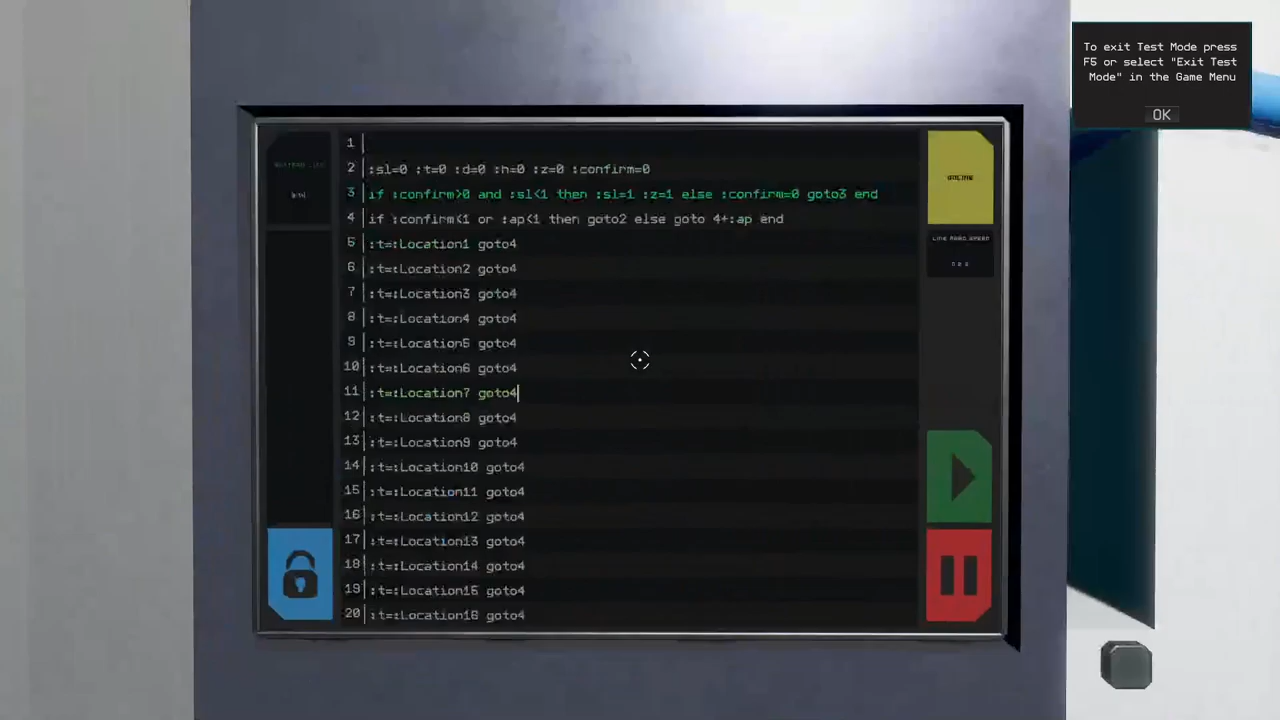 To exit Test Mode press
F5 or select "Exit Test
Mode" in the Game Menu
OK
1
2 :sl=0 :t=0 :d=0 :h=0 :z=0 :confirm=0
3 if :confirm>0 and :sl<1 then :sl=1 :z=1 else :confirm=0 goto3 end
4 if :confirm<1 or :ap<1 then goto2 else goto 4+:ap end
5 :t=:Location1 goto4
6 :t=:Location2 goto4
7 :t=:Location3 goto4
8 :t=:Location4 goto4
9 :t=:Location5 goto4
10 :t=:Location6 goto4
11 :t=:Location7 goto4
12 :t=:Location8 goto4
13 :t=:Location9 goto4
14 :t=:Location10 goto4
15 :t=:Location11 goto4
16 :t=:Location12 goto4
17 :t=:Location13 goto4
18 :t=:Location14 goto4
19 :t=:Location15 goto4
20 :t=:Location16 goto4
ONLINE